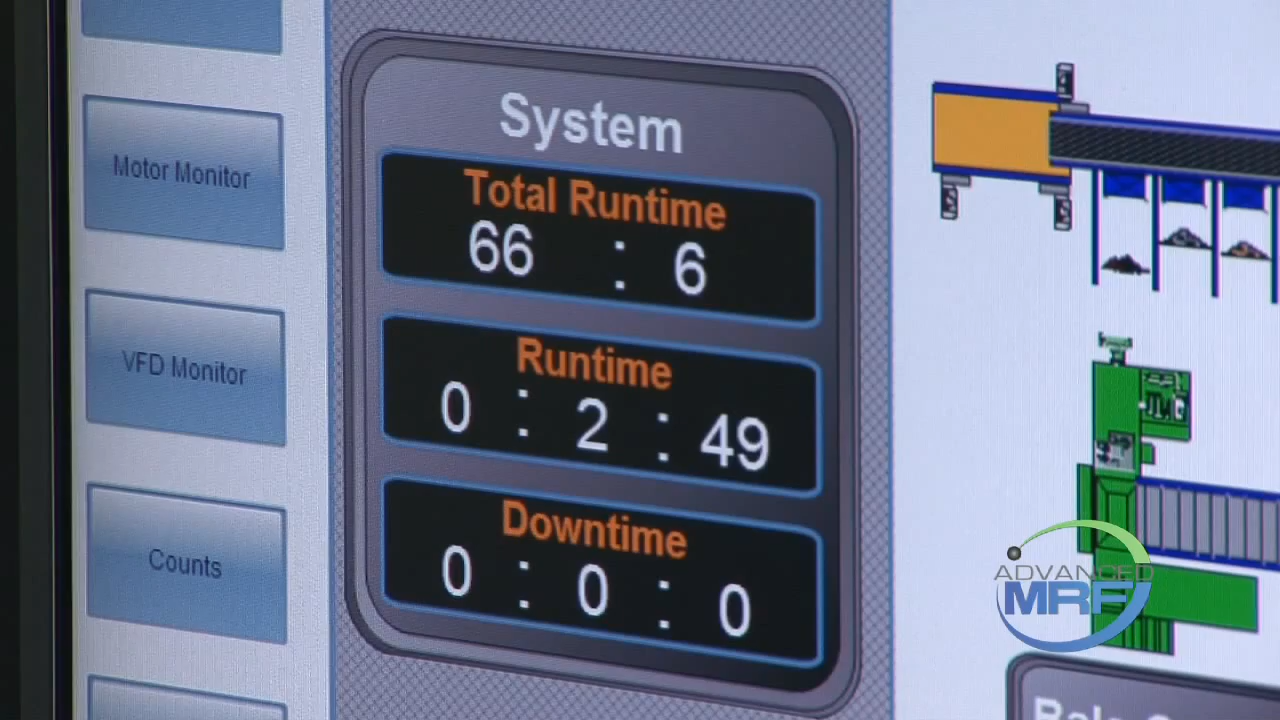 Motor Monitor
VFD Monitor
Counts
System
Total Runtime
66 : 6
Runtime
0 : 2 : 49
Downtime
0 : 0 : 0
ADVANCED
MRF